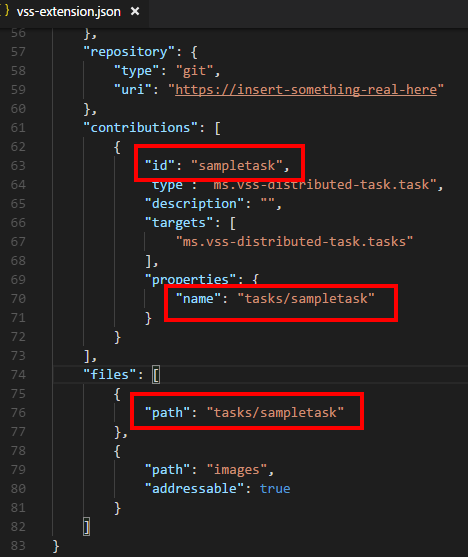 {} vss-extension.json ×
56 },
57 "repository": {
58 "type": "git",
59 "uri": "https://insert-something-real-here"
60 },
61 "contributions": [
62 {
63 "id": "sampletask",
64 "type": "ms.vss-distributed-task.task",
65 "description": "",
66 "targets": [
67 "ms.vss-distributed-task.tasks"
68 ],
69 "properties": {
70 "name": "tasks/sampletask"
71 }
72 }
73 ],
74 "files": [
75 {
76 "path": "tasks/sampletask"
77 },
78 {
79 "path": "images",
80 "addressable": true
81 }
82 ]
83 }